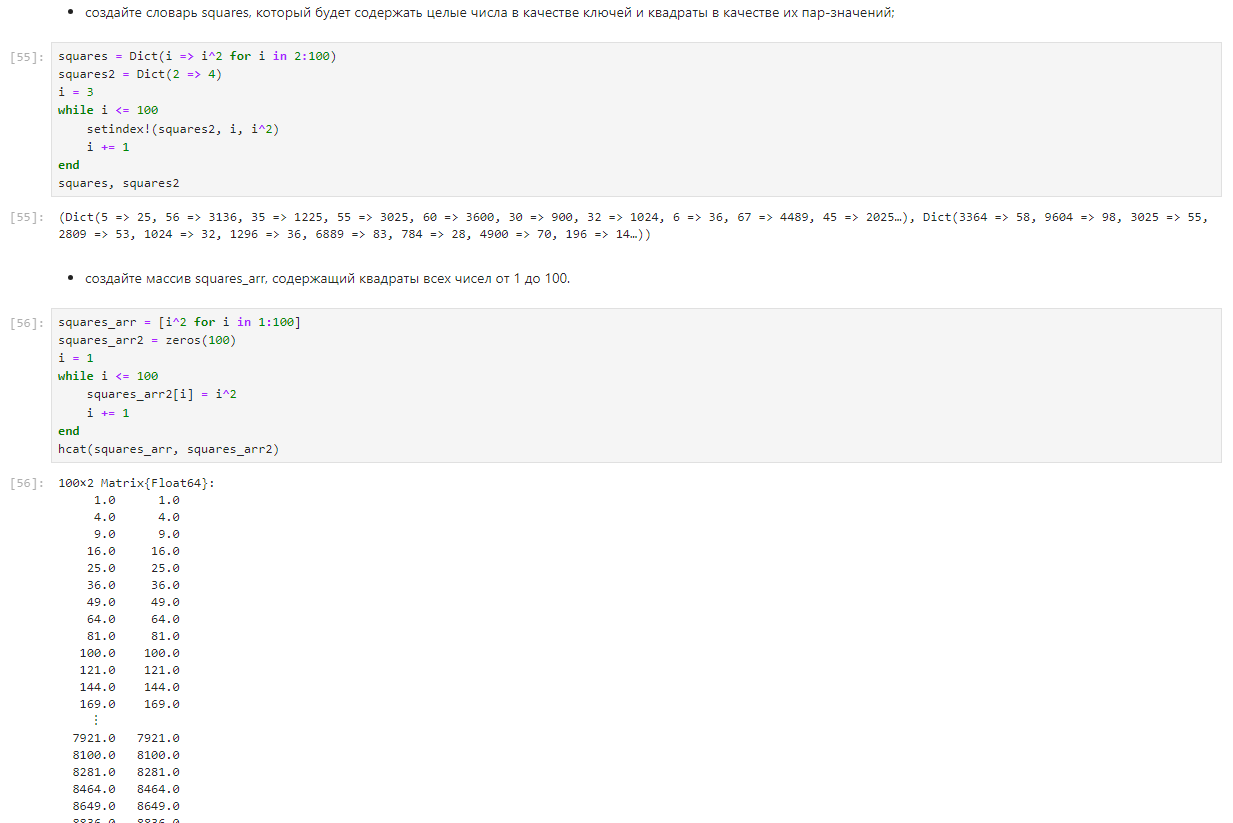 • создайте словарь squares, который будет содержать целые числа в качестве ключей и квадраты в качестве их пар-значений;
[55]: squares = Dict(i => i^2 for i in 2:100)
squares2 = Dict(2 => 4)
i = 3
while i <= 100
    setindex!(squares2, i, i^2)
    i += 1
end
squares, squares2
[55]: (Dict(5 => 25, 56 => 3136, 35 => 1225, 55 => 3025, 60 => 3600, 30 => 900, 32 => 1024, 6 => 36, 67 => 4489, 45 => 2025…), Dict(3364 => 58, 9604 => 98, 3025 => 55,
2809 => 53, 1024 => 32, 1296 => 36, 6889 => 83, 784 => 28, 4900 => 70, 196 => 14…))
• создайте массив squares_arr, содержащий квадраты всех чисел от 1 до 100.
[56]: squares_arr = [i^2 for i in 1:100]
squares_arr2 = zeros(100)
i = 1
while i <= 100
    squares_arr2[i] = i^2
    i += 1
end
hcat(squares_arr, squares_arr2)
[56]: 100×2 Matrix{Float64}:
1.0 1.0
4.0 4.0
9.0 9.0
16.0 16.0
25.0 25.0
36.0 36.0
49.0 49.0
64.0 64.0
81.0 81.0
100.0 100.0
121.0 121.0
144.0 144.0
169.0 169.0
⋮
7921.0 7921.0
8100.0 8100.0
8281.0 8281.0
8464.0 8464.0
8649.0 8649.0
8836.0 8836.0